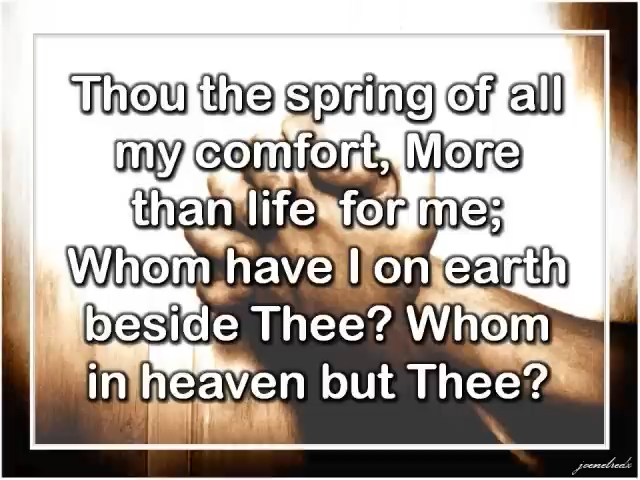 Thou the spring of all
my comfort, More
than life for me;
Whom have I on earth
beside Thee? Whom
in heaven but Thee?
joenelredx